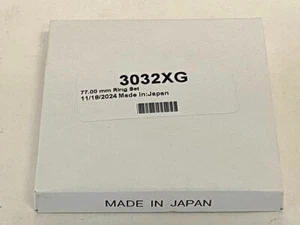 3032XG
77.00 mm Ring Set
11/18/2024 Made In:Japan
MADE IN JAPAN